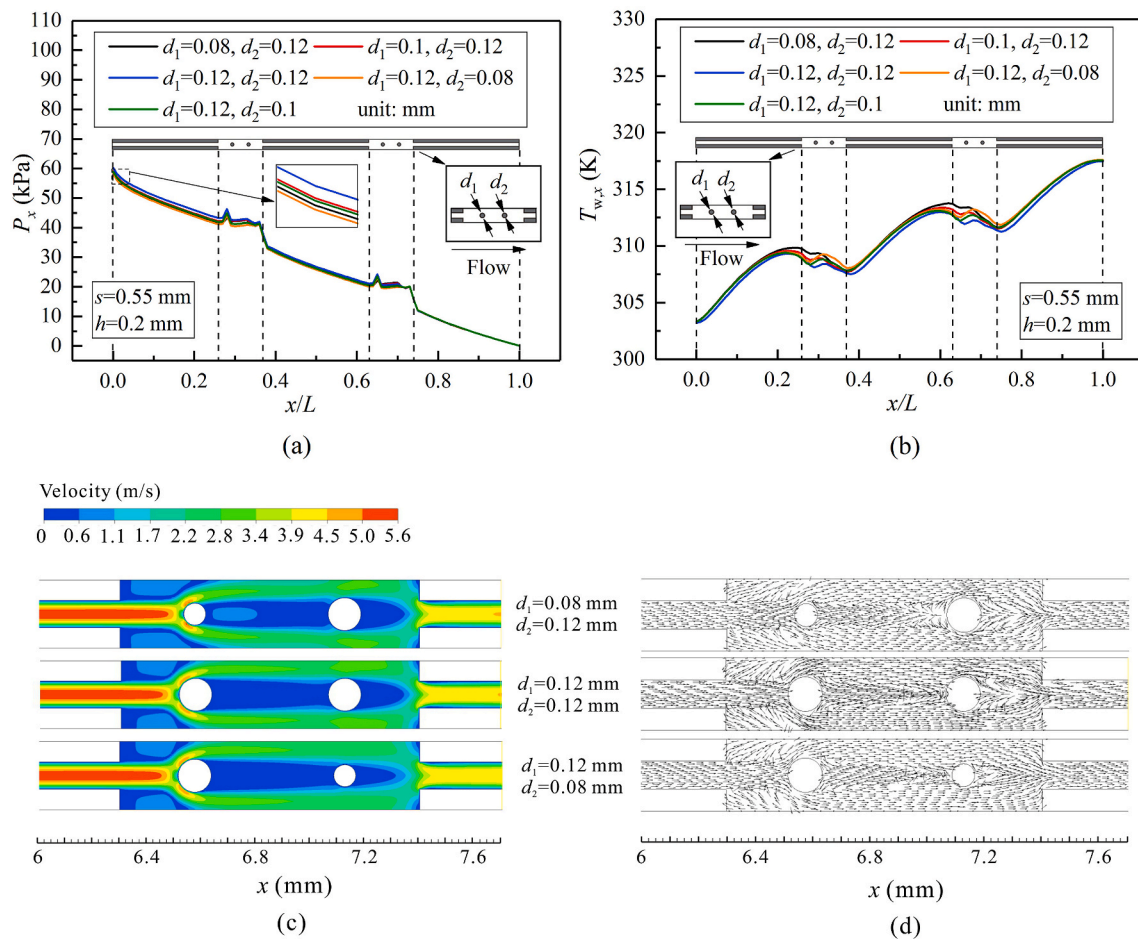 (a)
110
100
90
80
70
60
50
40
30
20
10
0
Pₓ (kPa)
d₁=0.08, d₂=0.12
d₁=0.1, d₂=0.12
d₁=0.12, d₂=0.12
d₁=0.12, d₂=0.08
d₁=0.12, d₂=0.1
unit: mm
d₁ d₂
Flow
s=0.55 mm
h=0.2 mm
0.0 0.2 0.4 0.6 0.8 1.0
x/L
330
325
320
315
310
305
300
T_w,x (K)
d₁=0.08, d₂=0.12
d₁=0.1, d₂=0.12
d₁=0.12, d₂=0.12
d₁=0.12, d₂=0.08
d₁=0.12, d₂=0.1
unit: mm
d₁ d₂
Flow
s=0.55 mm
h=0.2 mm
0.0 0.2 0.4 0.6 0.8 1.0
x/L
(b)
Velocity (m/s)
0 0.6 1.1 1.7 2.2 2.8 3.4 3.9 4.5 5.0 5.6
d₁=0.08 mm
d₂=0.12 mm
d₁=0.12 mm
d₂=0.12 mm
d₁=0.12 mm
d₂=0.08 mm
6 6.4 6.8 7.2 7.6
x (mm)
(c)
6 6.4 6.8 7.2 7.6
x (mm)
(d)